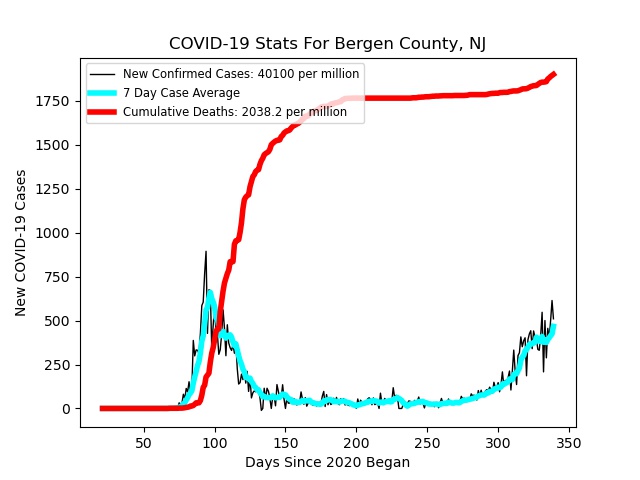 COVID-19 Stats For Bergen County, NJ
New Confirmed Cases: 40100 per million
7 Day Case Average
Cumulative Deaths: 2038.2 per million
New COVID-19 Cases
1750
1500
1250
1000
750
500
250
0
50 100 150 200 250 300 350
Days Since 2020 Began